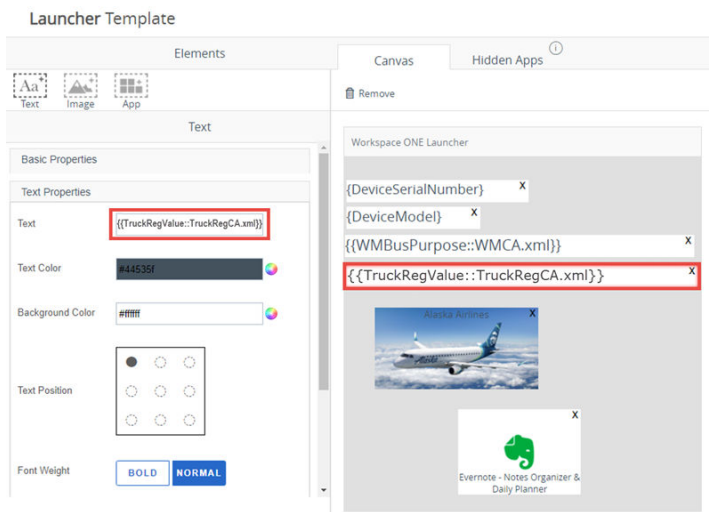 Launcher Template
Elements
Canvas
Hidden Apps
i
Aa
Text
Image
App
Remove
Text
Basic Properties
Text Properties
Text
{{TruckRegValue::TruckRegCA.xml}}
Text Color
#44535f
Background Color
#ffffff
Text Position
Font Weight
BOLD
NORMAL
Workspace ONE Launcher
{DeviceSerialNumber} X
{DeviceModel} X
{{WMBusPurpose::WMCA.xml}} X
{{TruckRegValue::TruckRegCA.xml}} X
Alaska Airlines X
Alaska
X
Evernote - Notes Organizer &
Daily Planner